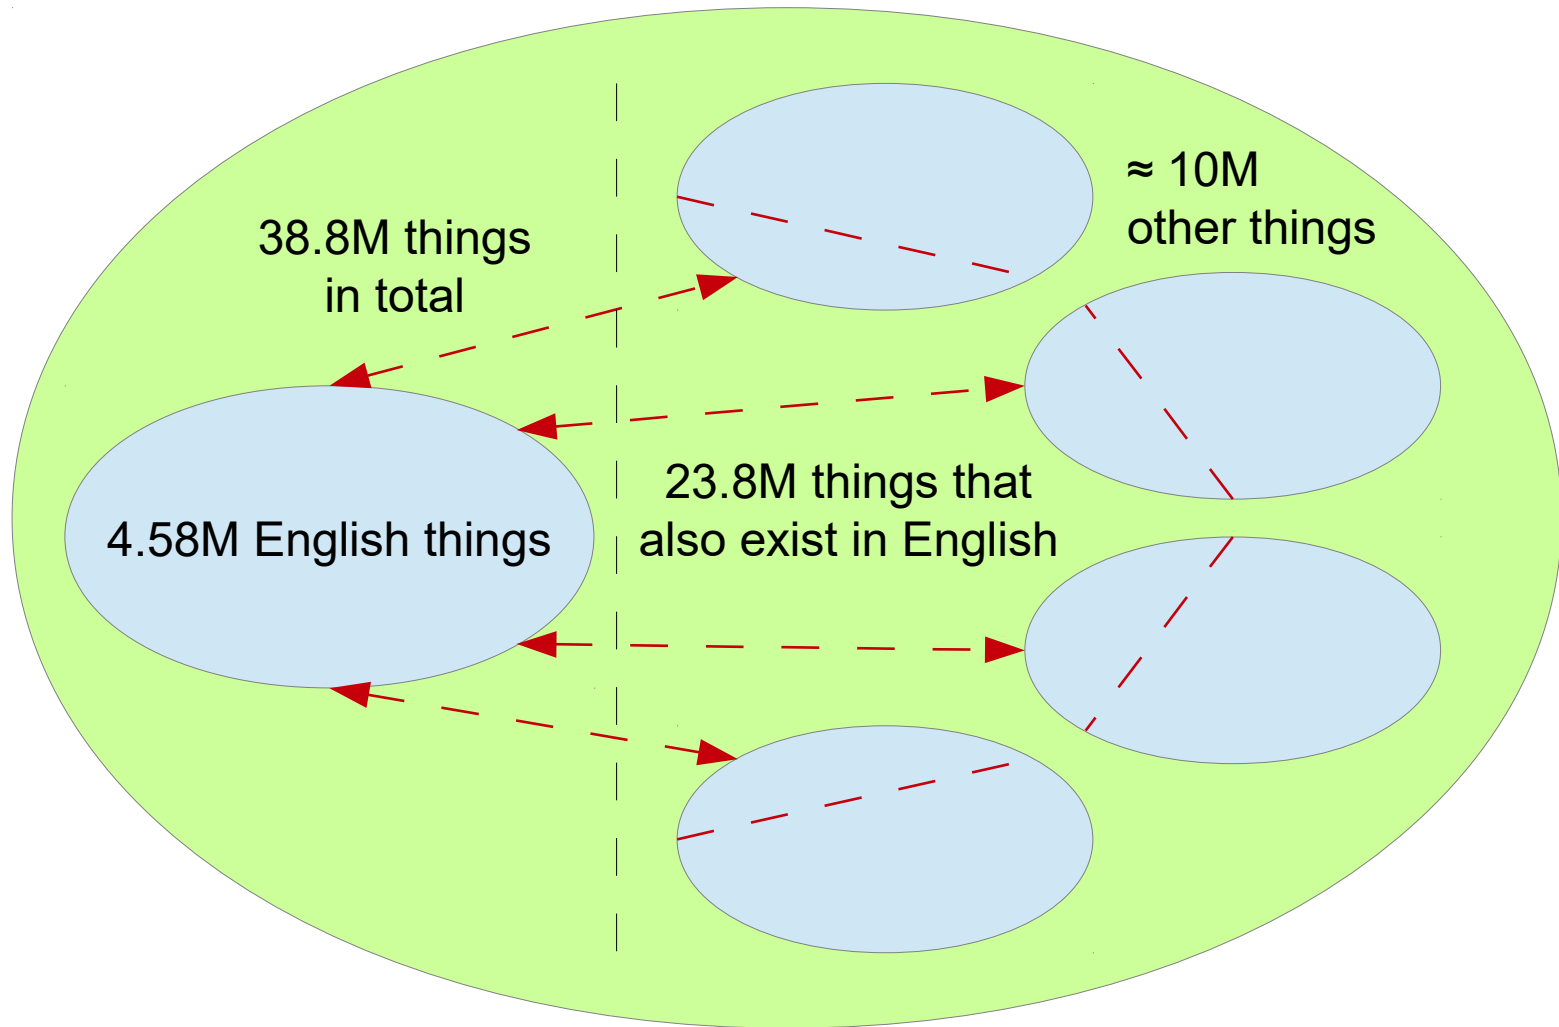 38.8M things
in total
≈ 10M
other things
4.58M English things
23.8M things that
also exist in English